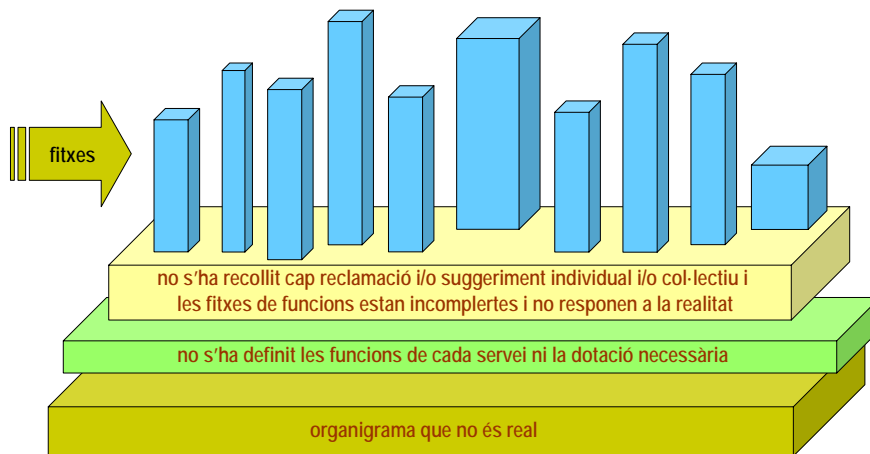 fitxes
no s'ha recollit cap reclamació i/o suggeriment individual i/o col·lectiu i
les fitxes de funcions estan incomplertes i no responen a la realitat
no s'ha definit les funcions de cada servei ni la dotació necessària
organigrama que no és real